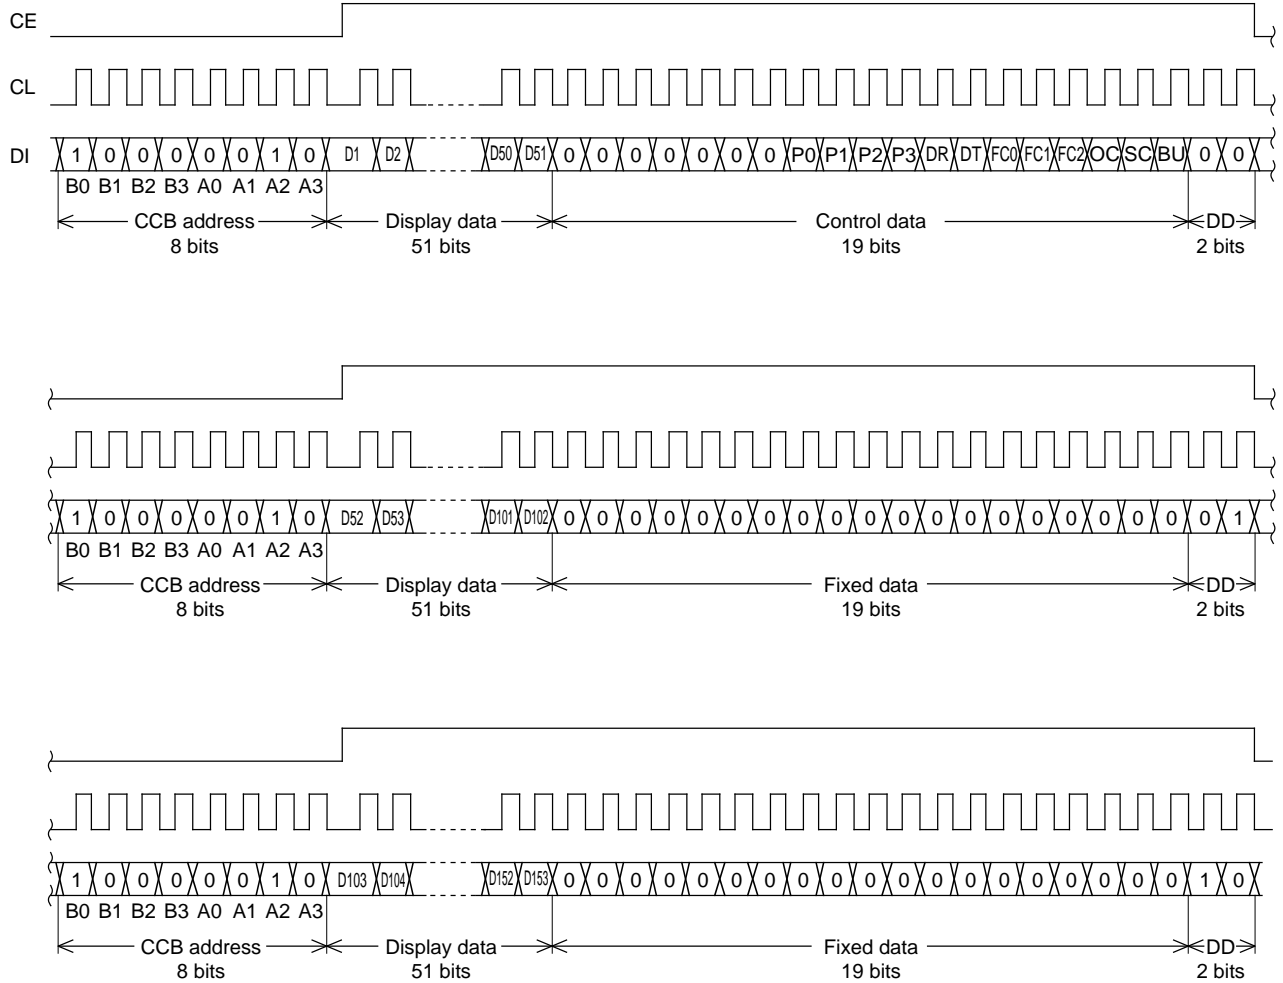 CE
CL
DI 1 0 0 0 0 0 1 0 D1 D2 D50 D51 0 0 0 0 0 0 0 P0 P1 P2 P3 DR DT FC0 FC1 FC2 OC SC BU 0 0
B0 B1 B2 B3 A0 A1 A2 A3
CCB address Display data Control data DD
8 bits 51 bits 19 bits 2 bits
1 0 0 0 0 0 1 0 D52 D53 D101 D102 0 0 0 0 0 0 0 0 0 0 0 0 0 0 0 0 0 0 0 0 1
B0 B1 B2 B3 A0 A1 A2 A3
CCB address Display data Fixed data DD
8 bits 51 bits 19 bits 2 bits
1 0 0 0 0 0 1 0 D103 D104 D152 D153 0 0 0 0 0 0 0 0 0 0 0 0 0 0 0 0 0 0 0 1 0
B0 B1 B2 B3 A0 A1 A2 A3
CCB address Display data Fixed data DD
8 bits 51 bits 19 bits 2 bits